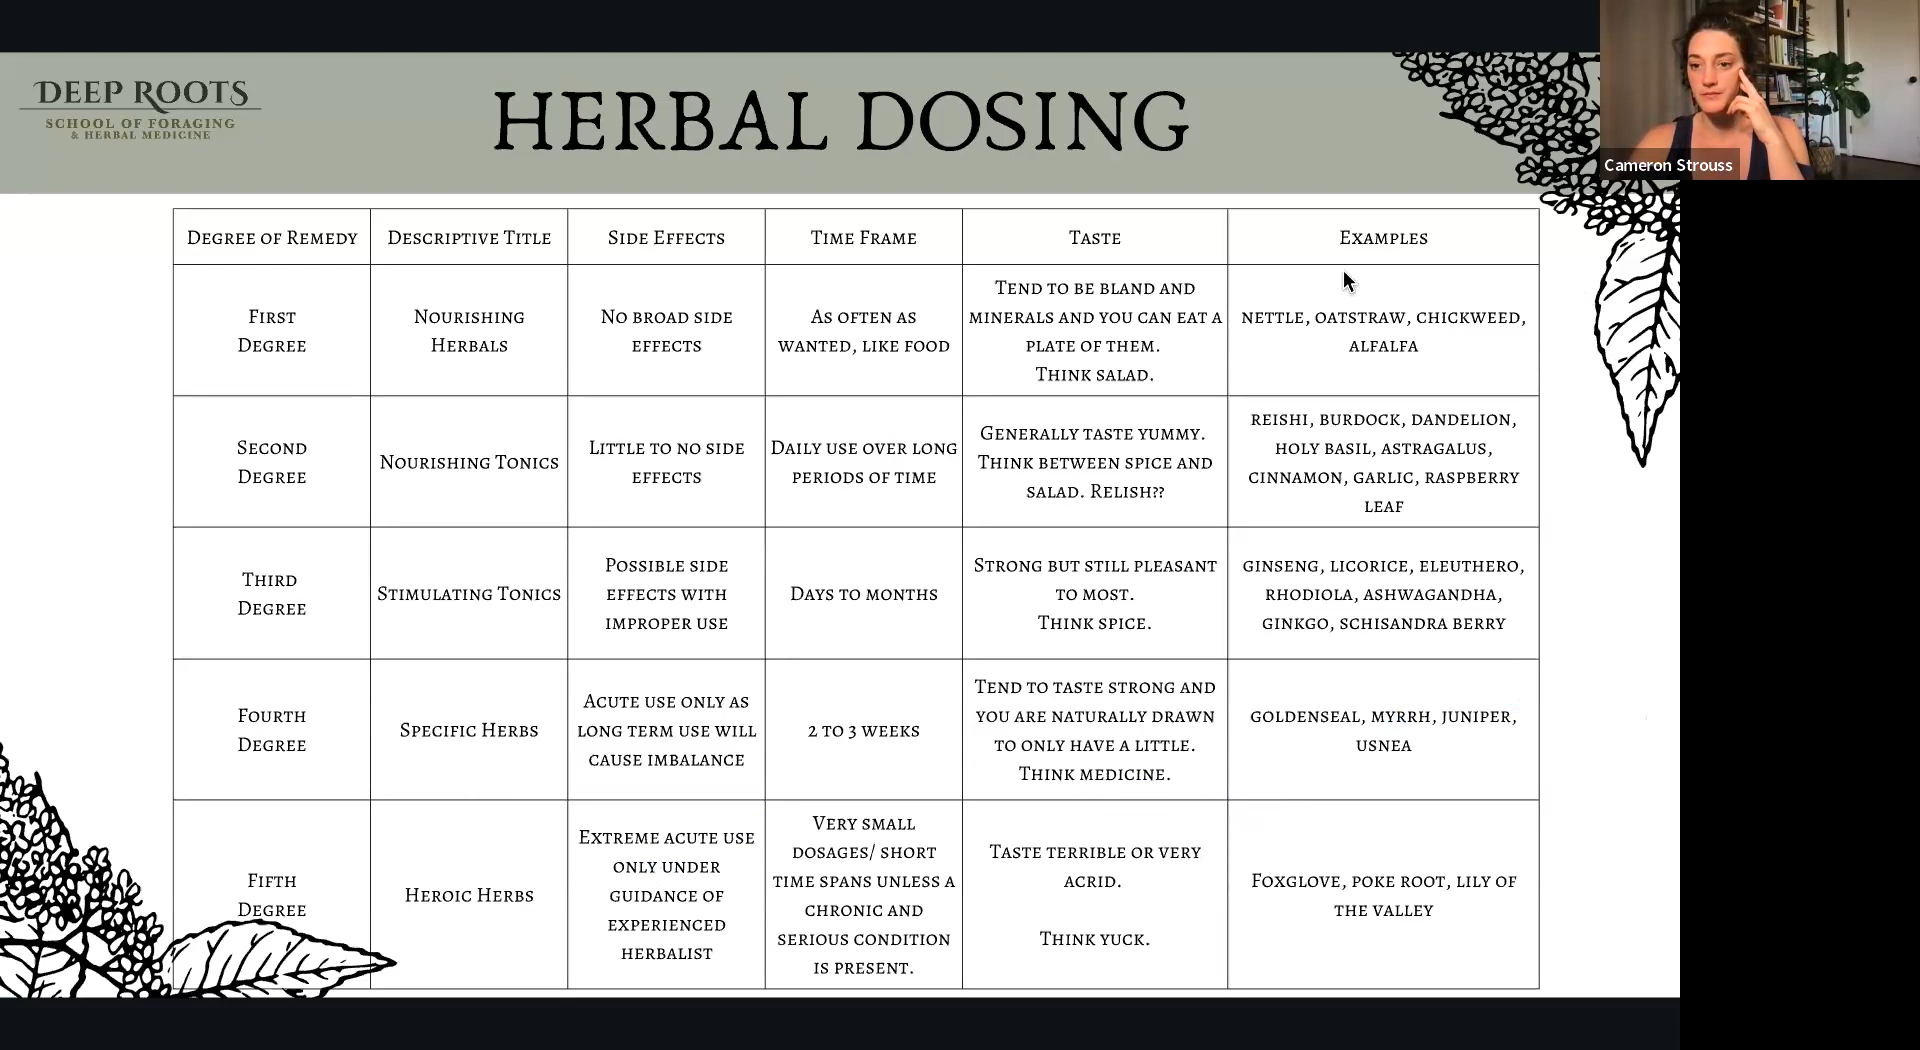 DEEP ROOTS
SCHOOL OF FORAGING
& HERBAL MEDICINE
HERBAL DOSING
Cameron Strouss
Degree of Remedy
Descriptive Title
Side Effects
Time Frame
Taste
Examples
First
Degree
Nourishing
Herbals
No broad side
effects
As often as
wanted, like food
Tend to be bland and
minerals and you can eat a
plate of them.
Think salad.
nettle, oatstraw, chickweed,
alfalfa
Second
Degree
Nourishing Tonics
Little to no side
effects
Daily use over long
periods of time
Generally taste yummy.
Think between spice and
salad. Relish??
reishi, burdock, dandelion,
holy basil, astragalus,
cinnamon, garlic, raspberry
leaf
Third
Degree
Stimulating Tonics
Possible side
effects with
improper use
Days to months
Strong but still pleasant
to most.
Think spice.
ginseng, licorice, eleuthero,
rhodiola, ashwagandha,
ginkgo, schisandra berry
Fourth
Degree
Specific Herbs
Acute use only as
long term use will
cause imbalance
2 to 3 weeks
Tend to taste strong and
you are naturally drawn
to only have a little.
Think medicine.
goldenseal, myrrh, juniper,
usnea
Fifth
Degree
Heroic Herbs
Extreme acute use
only under
guidance of
experienced
herbalist
Very small
dosages/ short
time spans unless a
chronic and
serious condition
is present.
Taste terrible or very
acrid.
Think yuck.
Foxglove, poke root, lily of
the valley